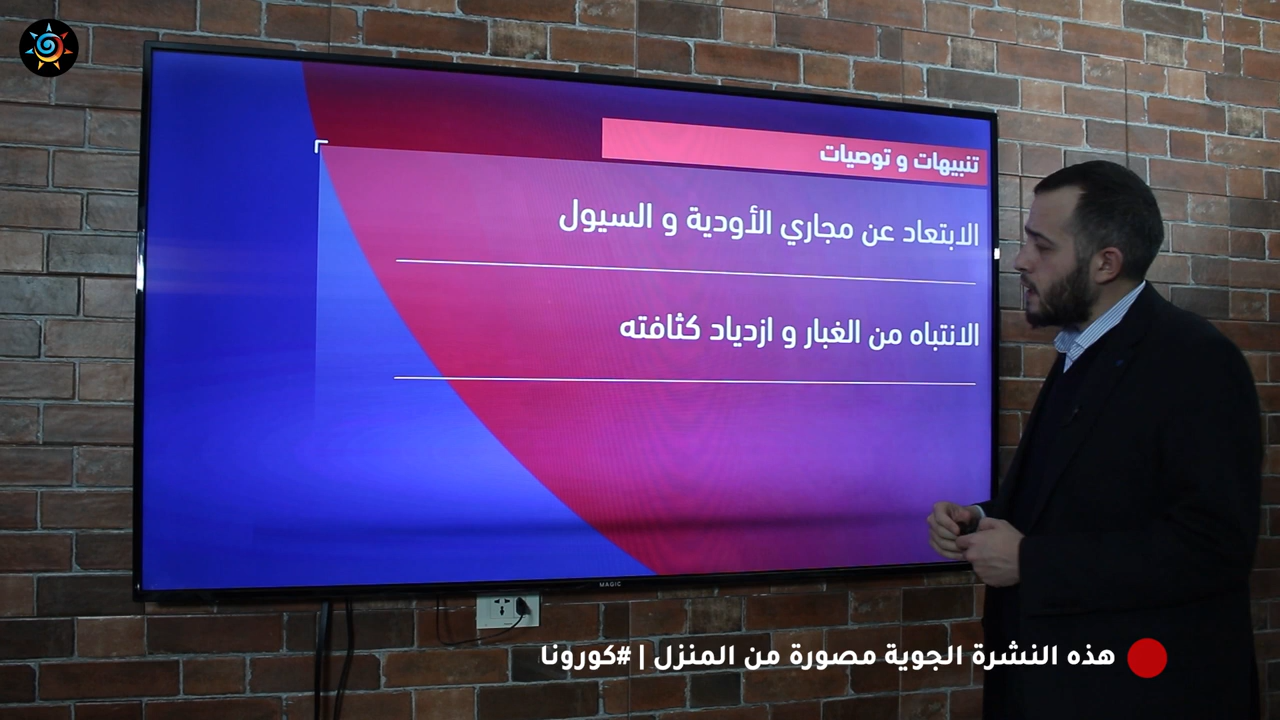 تنبيهات و توصيات
الابتعاد عن مجاري الأودية و السيول
الانتباه من الغبار و ازدياد كثافته
MAGIC
هذه النشرة الجوية مصورة من المنزل | #كورونا